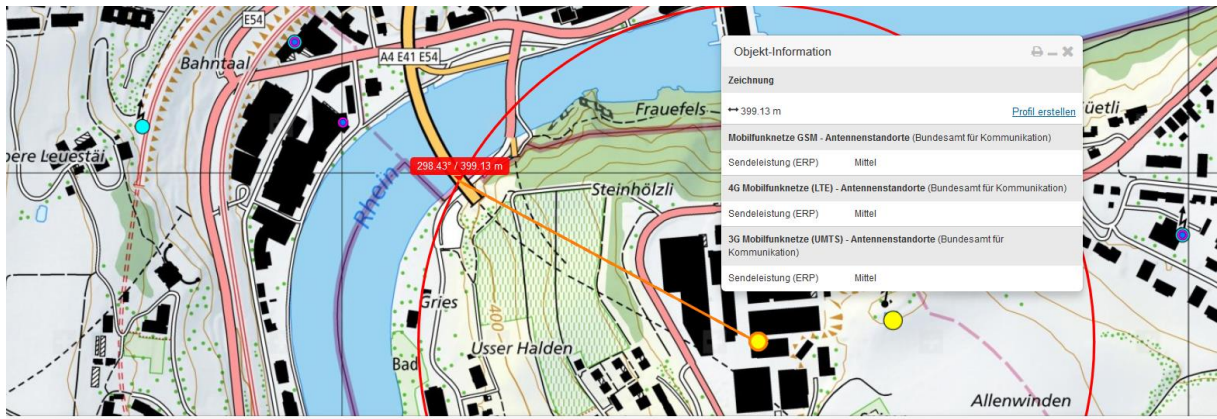 E54
Bahntaal
A4 E41 E54
bere Leuestäi
Frauefels
298.43° / 399.13 m
Rhein
Steinhölzli
Gries
400
Usser Halden
Bad
Allenwinden
üetli
Objekt-Information
Zeichnung
399.13 m Profil erstellen
Mobilfunknetze GSM - Antennenstandorte (Bundesamt für Kommunikation)
Sendeleistung (ERP) Mittel
4G Mobilfunknetze (LTE) - Antennenstandorte (Bundesamt für Kommunikation)
Sendeleistung (ERP) Mittel
3G Mobilfunknetze (UMTS) - Antennenstandorte (Bundesamt für
Kommunikation)
Sendeleistung (ERP) Mittel